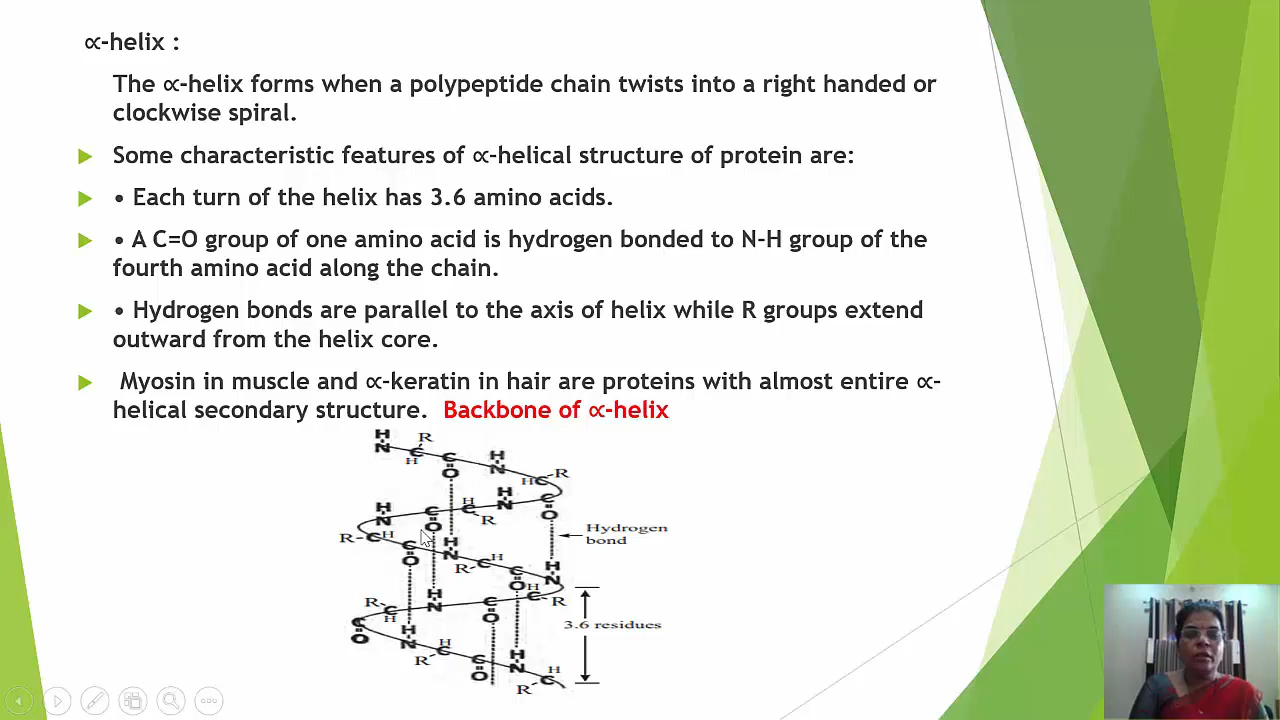 ∝-helix :
The ∝-helix forms when a polypeptide chain twists into a right handed or
clockwise spiral.
Some characteristic features of ∝-helical structure of protein are:
• Each turn of the helix has 3.6 amino acids.
• A C=O group of one amino acid is hydrogen bonded to N-H group of the
fourth amino acid along the chain.
• Hydrogen bonds are parallel to the axis of helix while R groups extend
outward from the helix core.
Myosin in muscle and ∝-keratin in hair are proteins with almost entire ∝-
helical secondary structure. Backbone of ∝-helix
Hydrogen
bond
3.6 residues